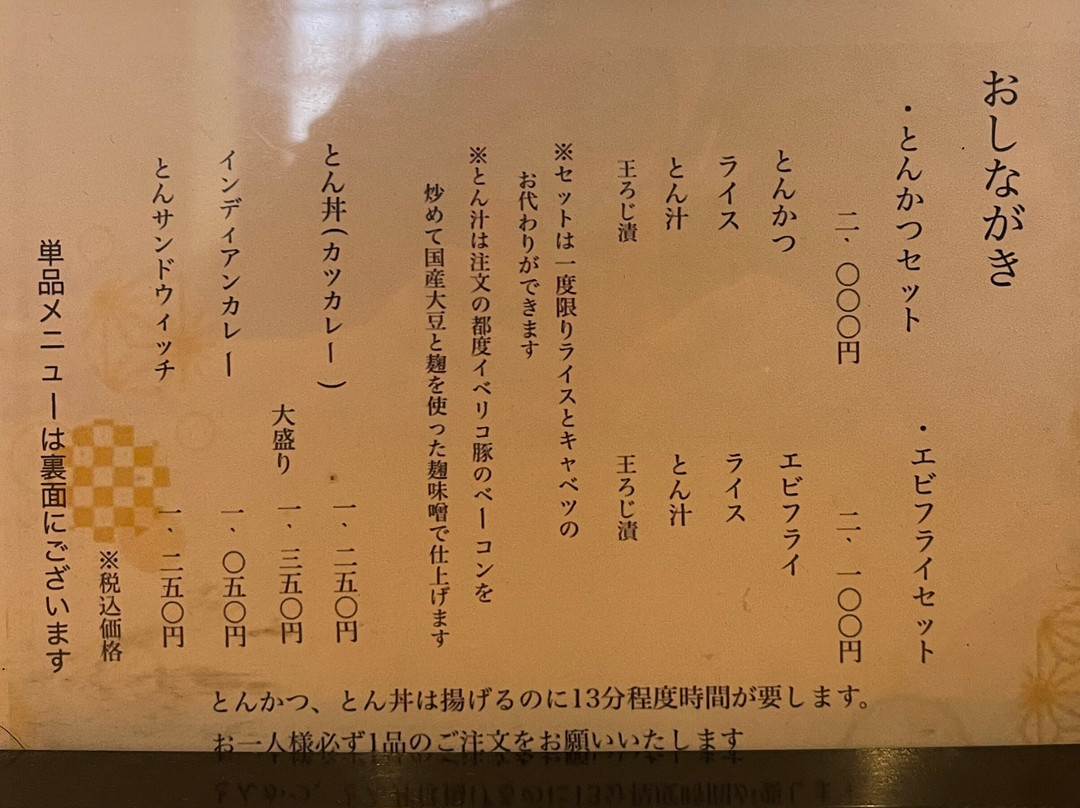 おしながき
・とんかつセット
二、〇〇〇円
とんかつ
ライス
とん汁
王ろじ漬
・エビフライセット
二、一〇〇円
エビフライ
ライス
とん汁
王ろじ漬
※セットは一度限りライスとキャベツの
お代わりができます
※とん汁は注文の都度イベリコ豚のベーコンを
炒めて国産大豆と麹を使った麹味噌で仕上げます
とん丼(カツカレー) 一、二五〇円
大盛り 一、三五〇円
インディアンカレー 一、〇五〇円
とんサンドウィッチ 一、二五〇円
※税込価格
単品メニューは裏面にございます
とんかつ、とん丼は揚げるのに13分程度時間が要します。
お一人様必ず1品のご注文をお願いいたします